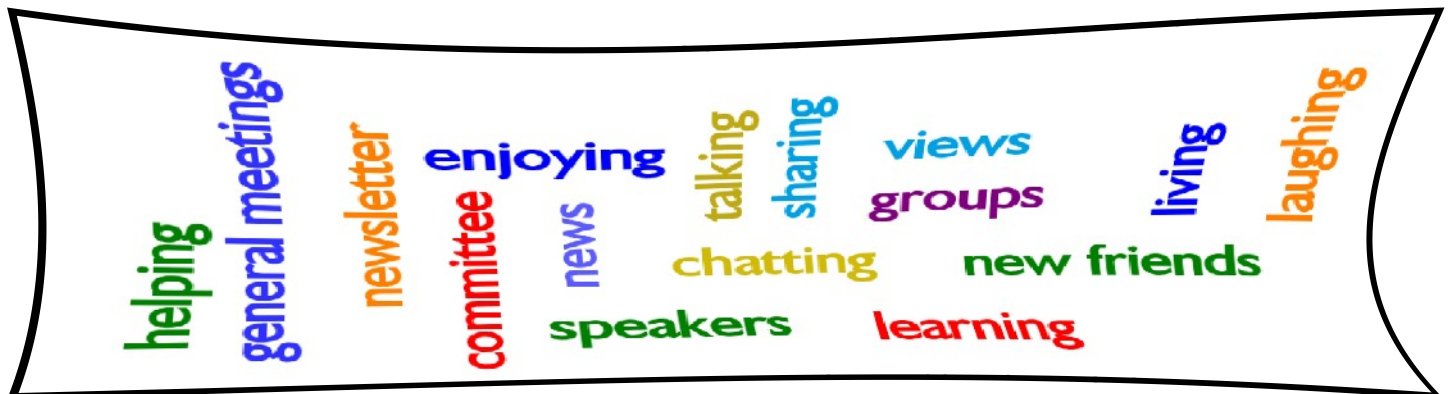 helping
general meetings
newsletter
enjoying
committee
news
talking
sharing
views
groups
chatting
speakers
living
laughing
new friends
learning